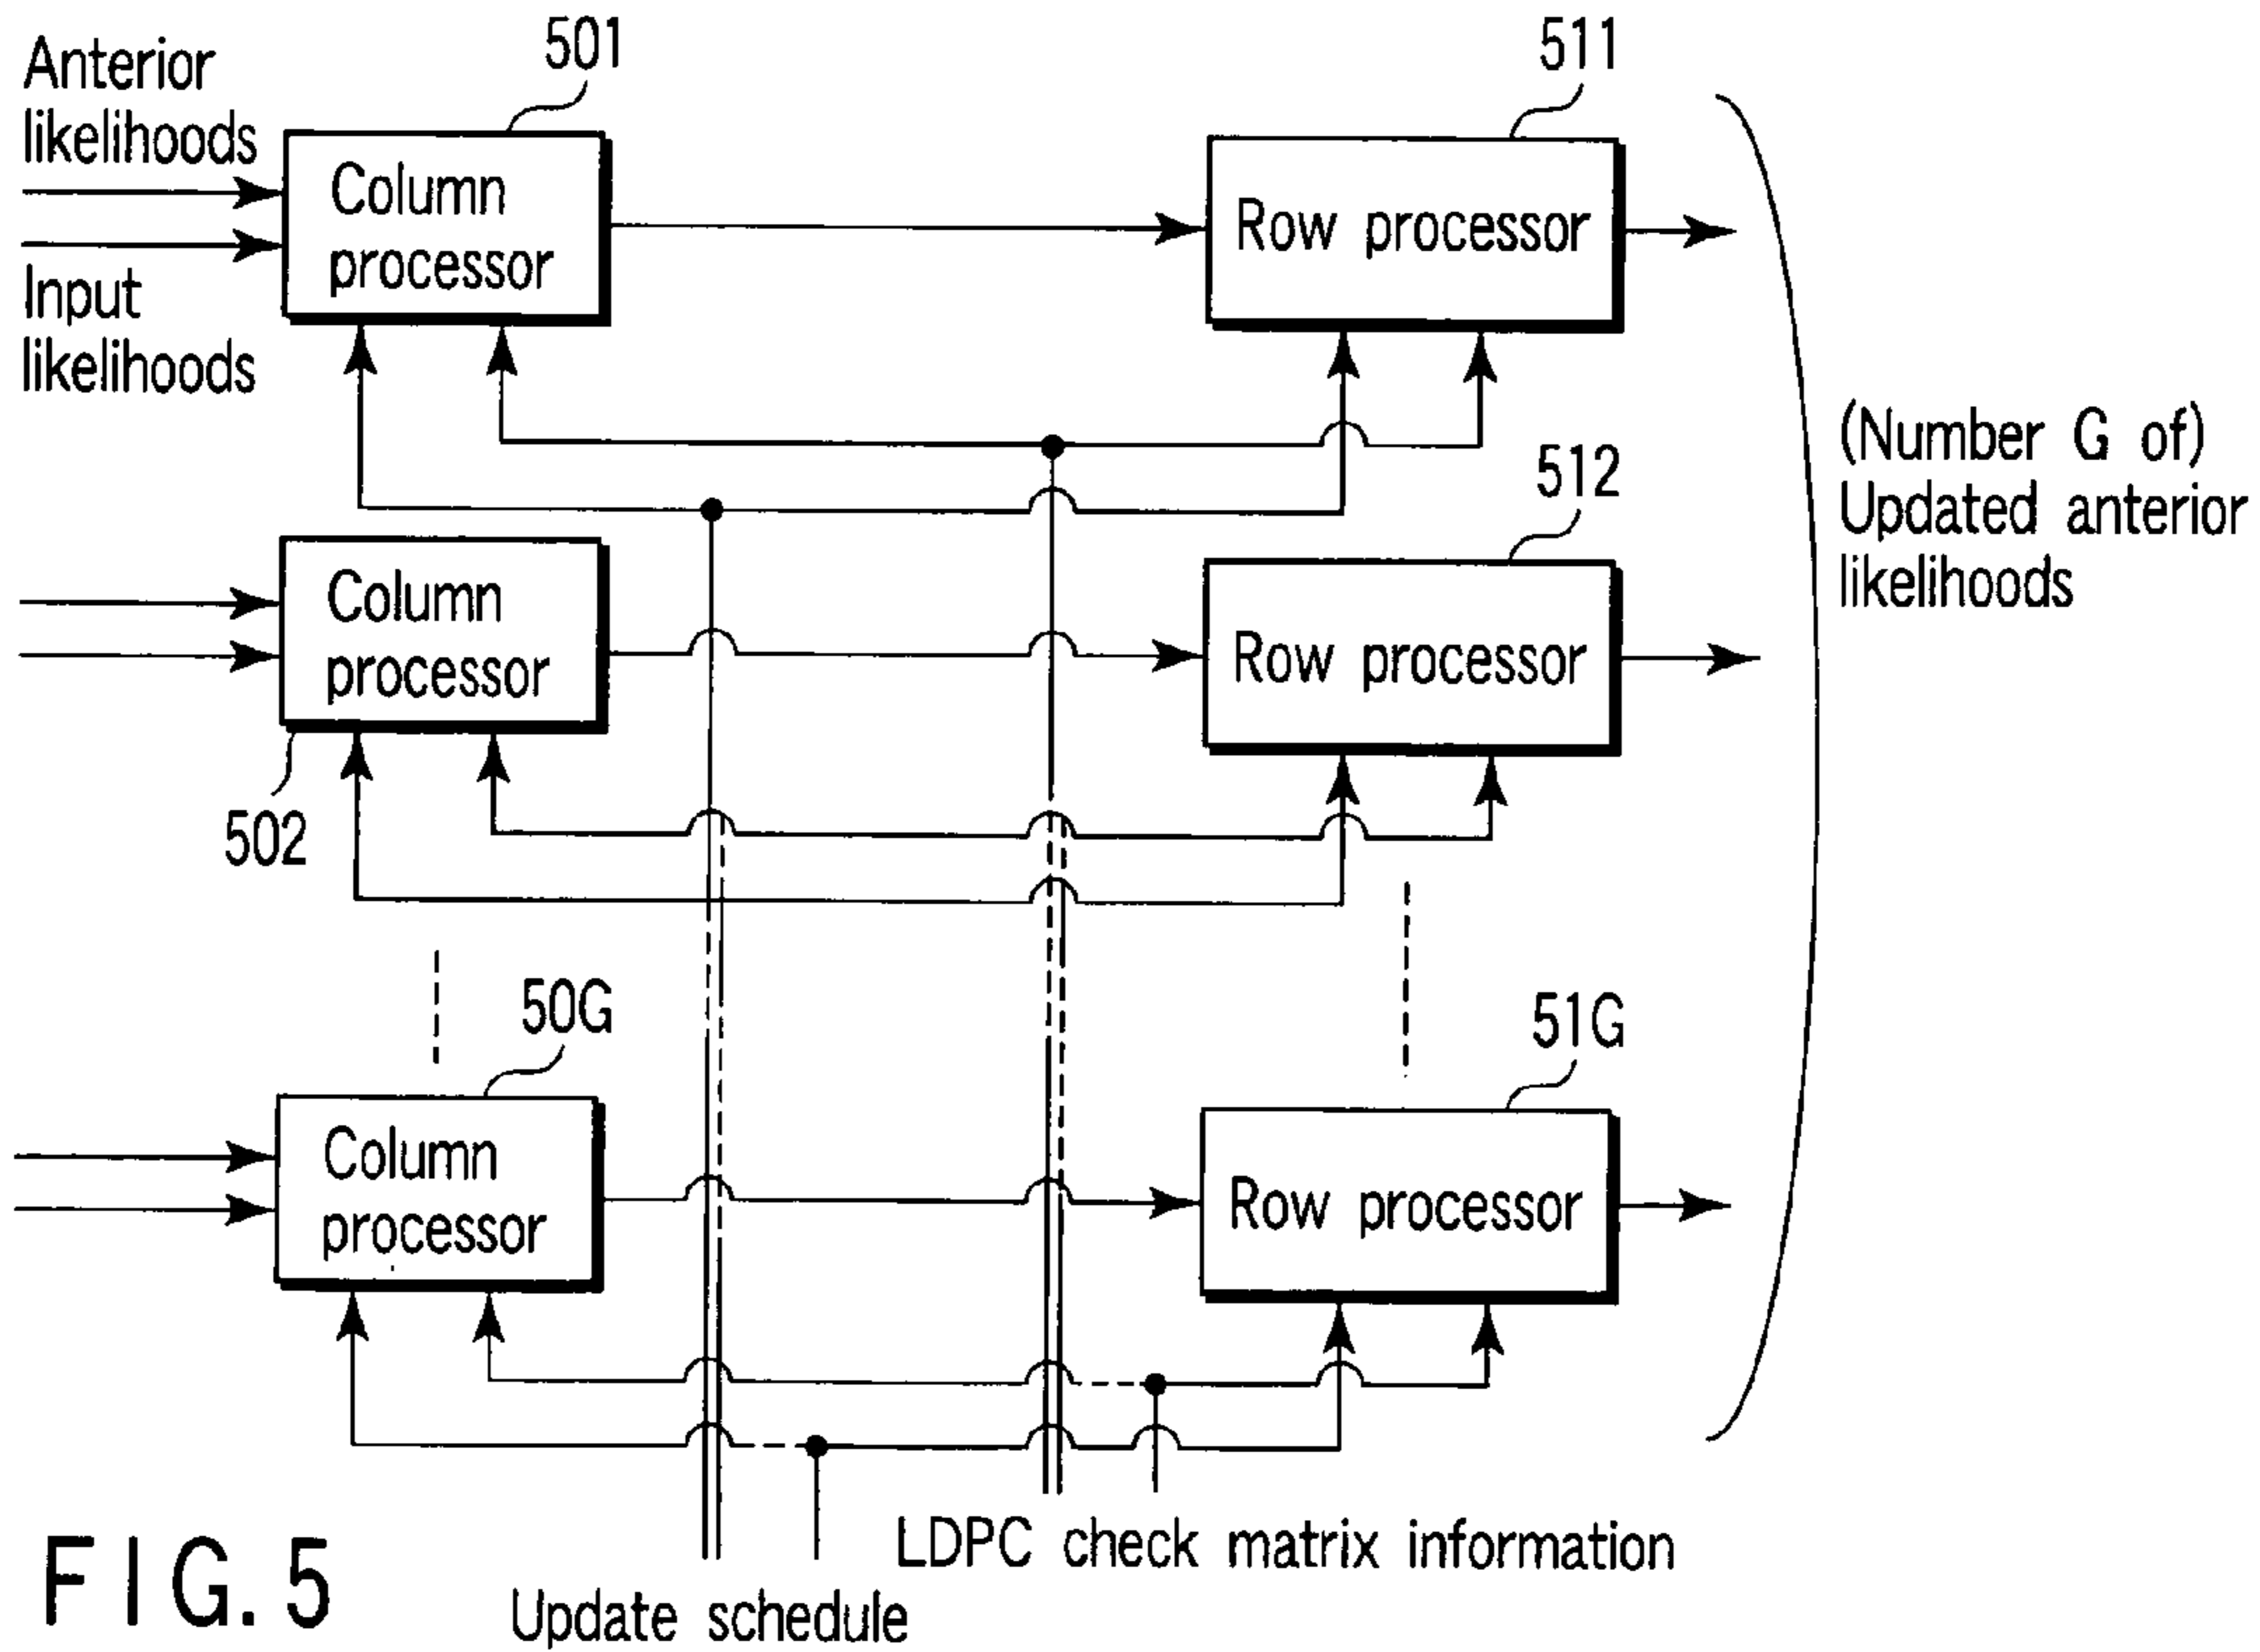 501
511
Anterior
likelihoods
Column
processor
Row processor
Input
likelihoods
(Number G of)
Updated anterior
likelihoods
512
Column
processor
Row processor
502
50G
51G
Column
processor
Row processor
LDPC check matrix information
Update schedule
FIG. 5